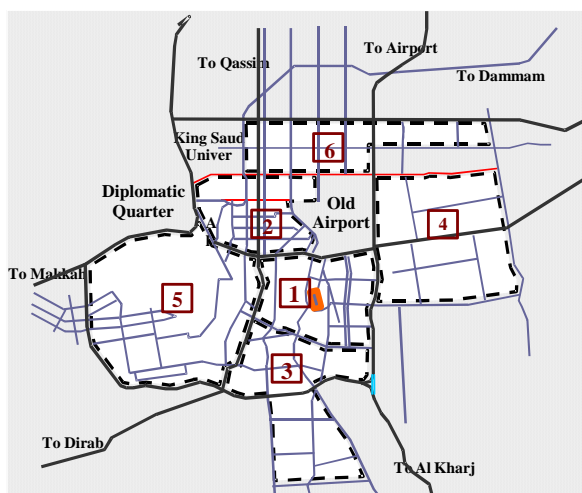 To Airport
To Qassim
To Dammam
King Saud
Univer
6
Diplomatic
Quarter
Old
Airport
A
2
4
To Makkah
5
1
3
To Dirab
To Al Kharj